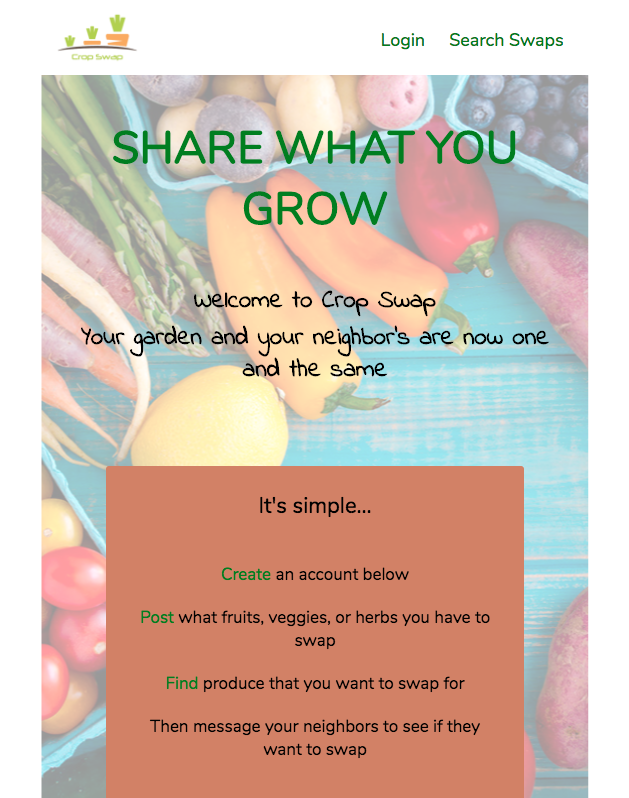 Crop Swap
Login Search Swaps
SHARE WHAT YOU
GROW
Welcome to Crop Swap
Your garden and your neighbor's are now one
and the same
It's simple...
Create an account below
Post what fruits, veggies, or herbs you have to
swap
Find produce that you want to swap for
Then message your neighbors to see if they
want to swap